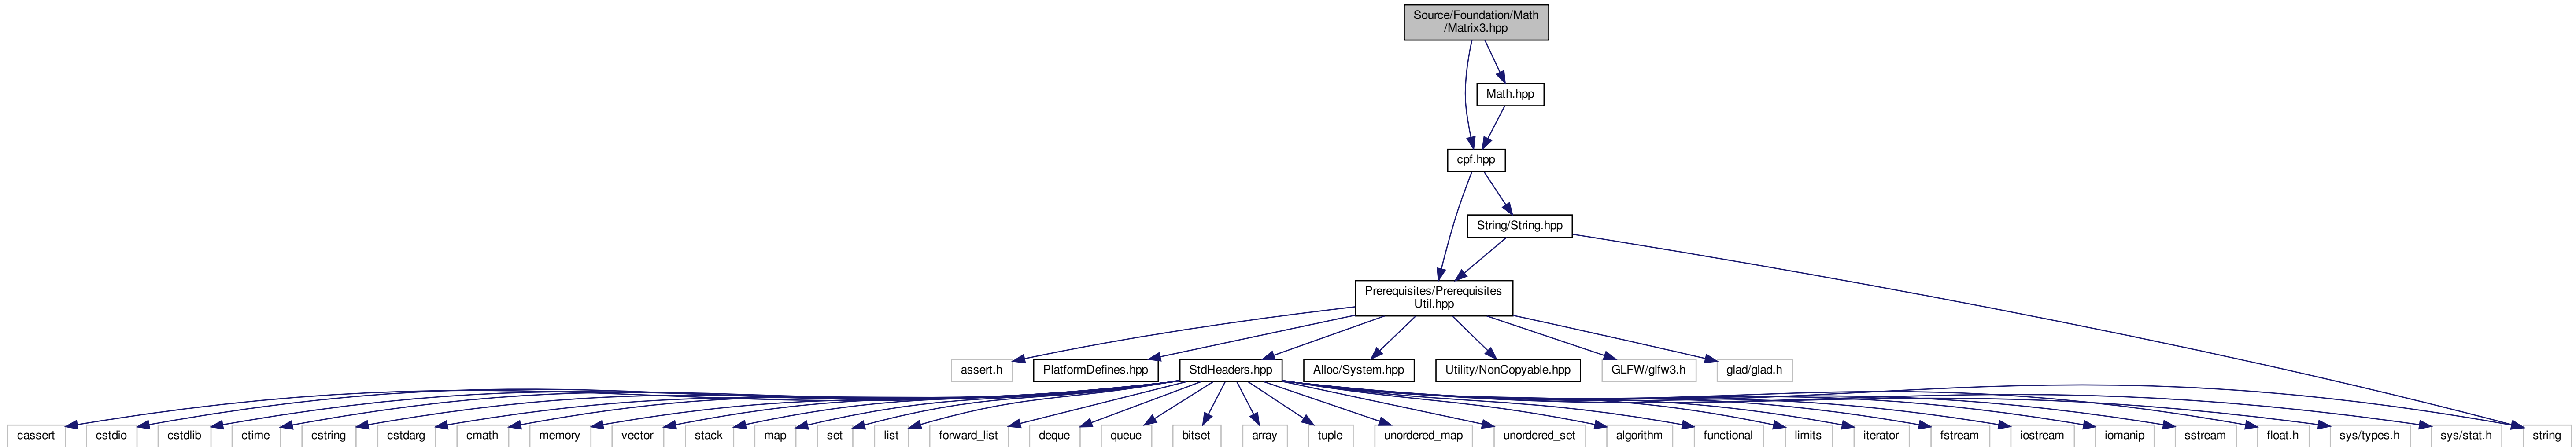 Source/Foundation/Math
/Matrix3.hpp
Math.hpp
cpf.hpp
String/String.hpp
Prerequisites/Prerequisites
Util.hpp
assert.h
PlatformDefines.hpp
StdHeaders.hpp
Alloc/System.hpp
Utility/NonCopyable.hpp
GLFW/glfw3.h
glad/glad.h
cassert
cstdio
cstdlib
ctime
cstring
cstdarg
cmath
memory
vector
stack
map
set
list
forward_list
deque
queue
bitset
array
tuple
unordered_map
unordered_set
algorithm
functional
limits
iterator
fstream
iostream
iomanip
sstream
float.h
sys/types.h
sys/stat.h
string